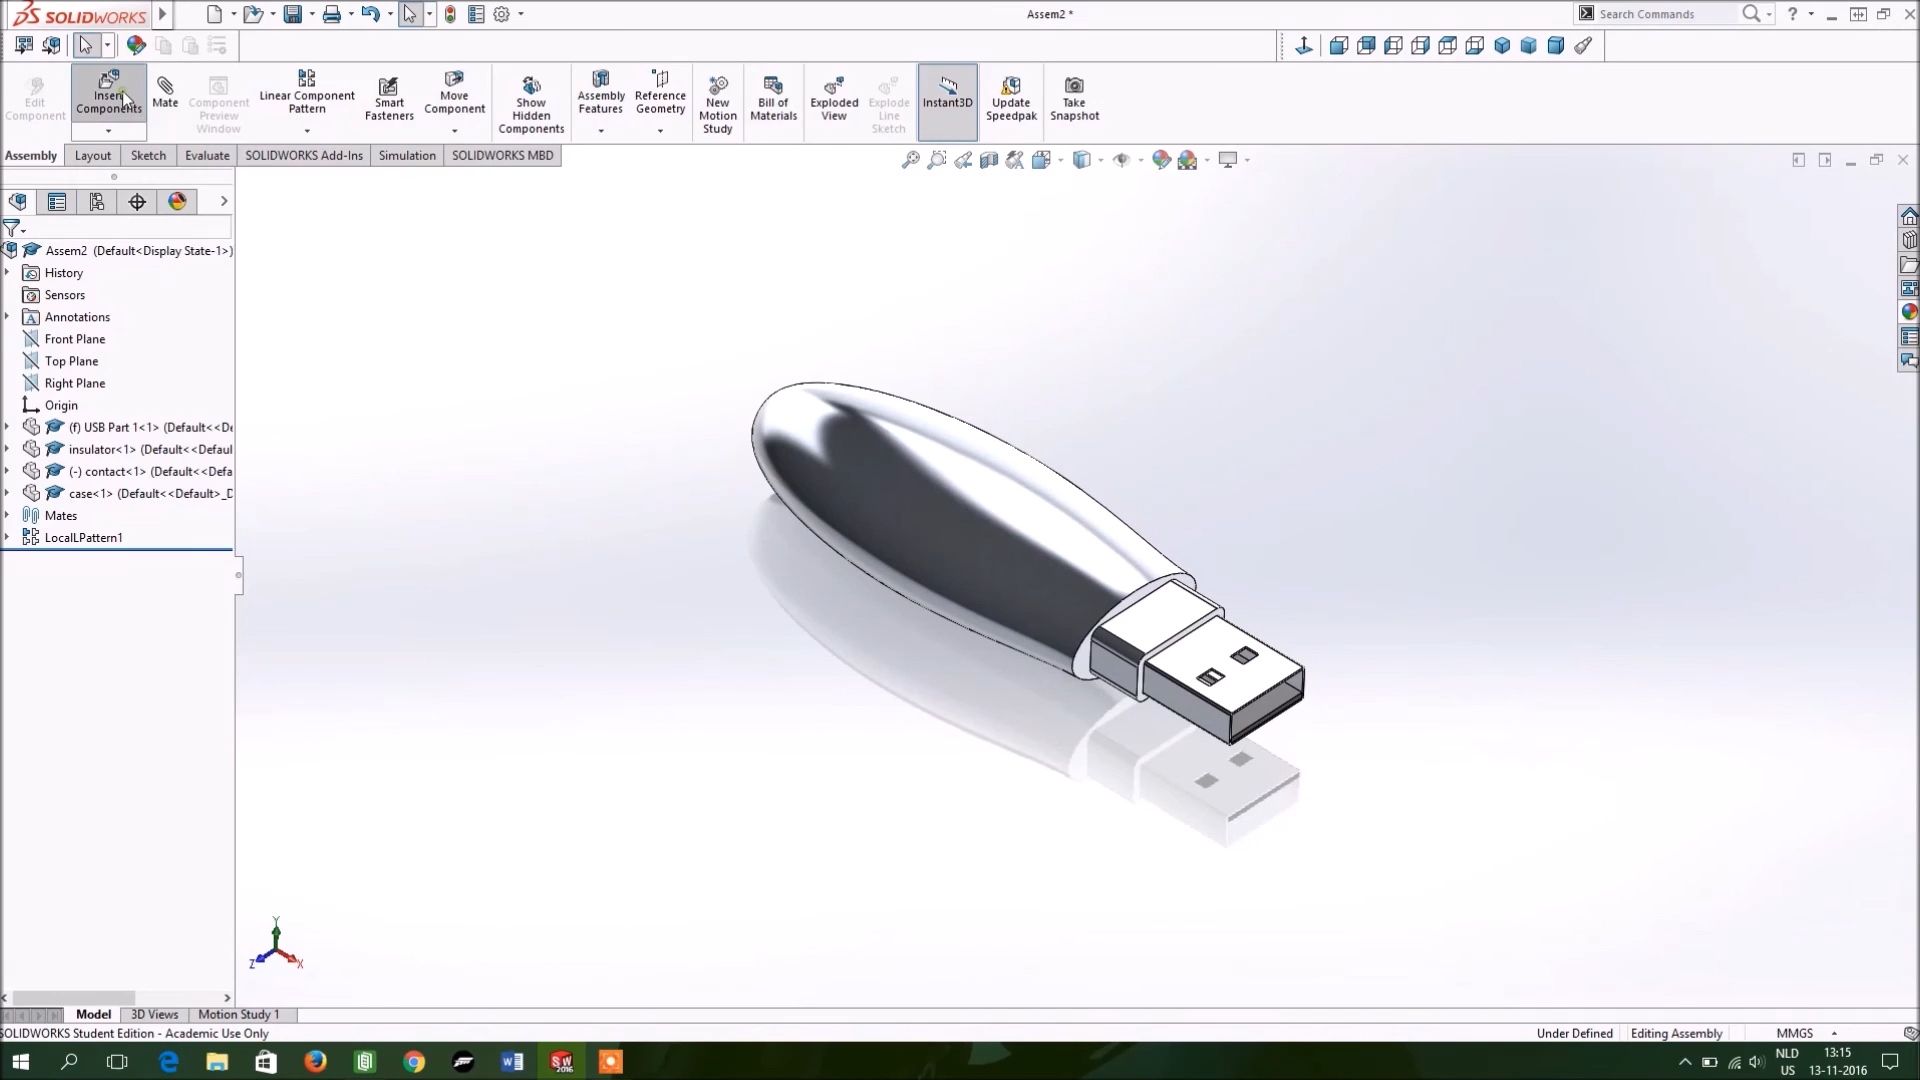 SOLIDWORKS
Assem2 *
Search Commands
Edit Component
Insert Components
Mate
Component Preview Window
Linear Component Pattern
Smart Fasteners
Move Component
Show Hidden Components
Assembly Features
Reference Geometry
New Motion Study
Bill of Materials
Exploded View
Explode Line Sketch
Instant3D
Update Speedpak
Take Snapshot
Assembly
Layout
Sketch
Evaluate
SOLIDWORKS Add-Ins
Simulation
SOLIDWORKS MBD
Assem2 (Default<Display State-1>)
History
Sensors
Annotations
Front Plane
Top Plane
Right Plane
Origin
(f) USB Part 1<1> (Default<<De
insulator<1> (Default<<Defaul
(-) contact<1> (Default<<Defa
case<1> (Default<<Default>_D
Mates
LocalLPattern1
Y
Z
X
Model
3D Views
Motion Study 1
SOLIDWORKS Student Edition - Academic Use Only
Under Defined
Editing Assembly
MMGS
SW
2016
NLD
US
13:15
13-11-2016